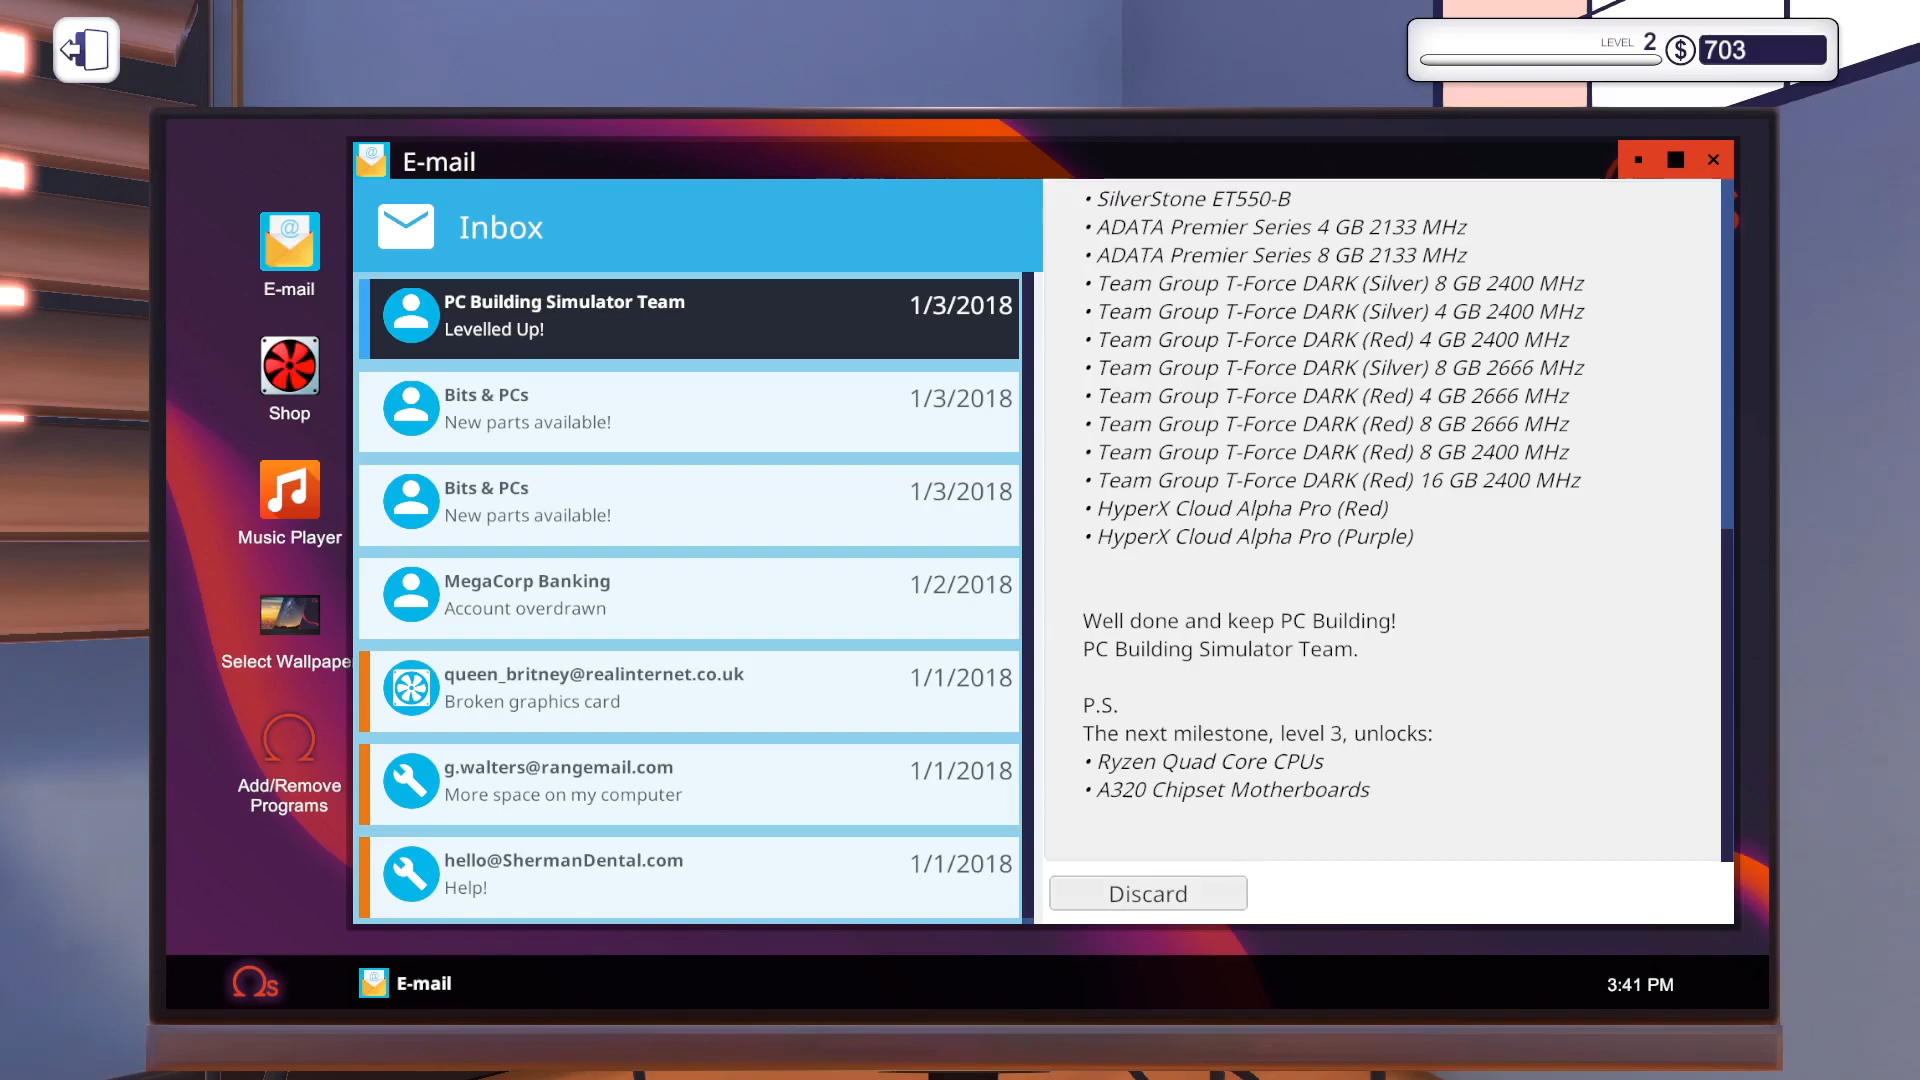 LEVEL 2
$ 703
E-mail
Inbox
PC Building Simulator Team
1/3/2018
Levelled Up!
Bits & PCs
1/3/2018
New parts available!
Bits & PCs
1/3/2018
New parts available!
MegaCorp Banking
1/2/2018
Account overdrawn
queen_britney@realinternet.co.uk
1/1/2018
Broken graphics card
g.walters@rangemail.com
1/1/2018
More space on my computer
hello@ShermanDental.com
1/1/2018
Help!
• SilverStone ET550-B
• ADATA Premier Series 4 GB 2133 MHz
• ADATA Premier Series 8 GB 2133 MHz
• Team Group T-Force DARK (Silver) 8 GB 2400 MHz
• Team Group T-Force DARK (Silver) 4 GB 2400 MHz
• Team Group T-Force DARK (Red) 4 GB 2400 MHz
• Team Group T-Force DARK (Silver) 8 GB 2666 MHz
• Team Group T-Force DARK (Red) 4 GB 2666 MHz
• Team Group T-Force DARK (Red) 8 GB 2666 MHz
• Team Group T-Force DARK (Red) 8 GB 2400 MHz
• Team Group T-Force DARK (Red) 16 GB 2400 MHz
• HyperX Cloud Alpha Pro (Red)
• HyperX Cloud Alpha Pro (Purple)
Well done and keep PC Building!
PC Building Simulator Team.
P.S.
The next milestone, level 3, unlocks:
• Ryzen Quad Core CPUs
• A320 Chipset Motherboards
Discard
E-mail
Shop
Music Player
Select Wallpape
Add/Remove
Programs
Ωs
E-mail
3:41 PM